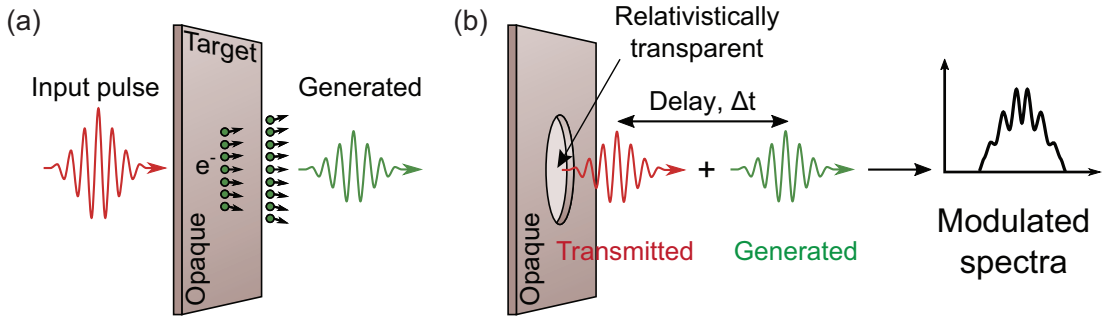 (a)
Target
Input pulse
Generated
e-
Opaque
(b)
Relativistically
transparent
Delay, Δt
+
Opaque
Transmitted
Generated
Modulated
spectra